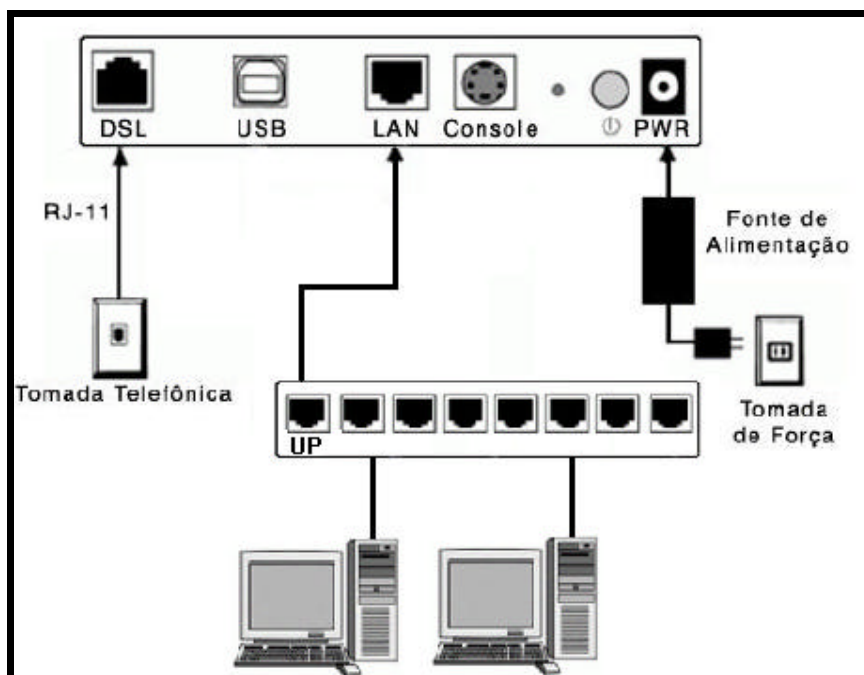 DSL
USB
LAN
Console
PWR
RJ-11
Fonte de
Alimentação
Tomada Telefônica
UP
Tomada
de Força